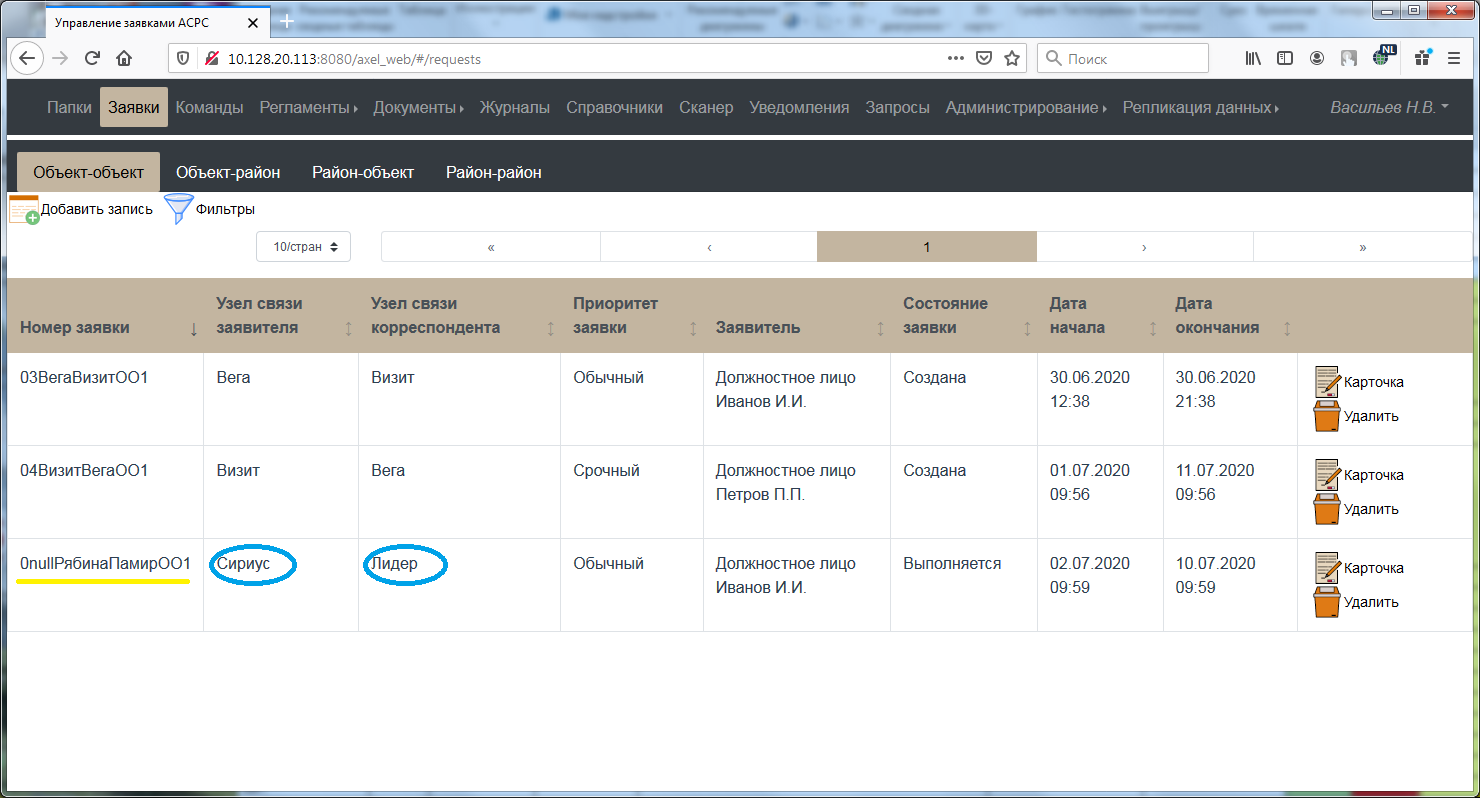 Управление заявками АСРС
10.128.20.113:8080/axel_web/#/requests
Поиск
NL
Папки Заявки Команды Регламенты Документы Журналы Справочники Сканер Уведомления Запросы Администрирование Репликация данных Васильев Н.В.
Объект-объект Объект-район Район-объект Район-район
Добавить запись Фильтры
10/стран « ‹ 1 › »
Номер заявки ↓
Узел связи
заявителя
Узел связи
корреспондента
Приоритет
заявки
Заявитель
Состояние
заявки
Дата
начала
Дата
окончания
03ВегаВизитОО1
Вега
Визит
Обычный
Должностное лицо
Иванов И.И.
Создана
30.06.2020
12:38
30.06.2020
21:38
Карточка
Удалить
04ВизитВегаОО1
Визит
Вега
Срочный
Должностное лицо
Петров П.П.
Создана
01.07.2020
09:56
11.07.2020
09:56
Карточка
Удалить
0nullРябинаПамирОО1
Сириус
Лидер
Обычный
Должностное лицо
Иванов И.И.
Выполняется
02.07.2020
09:59
10.07.2020
09:59
Карточка
Удалить